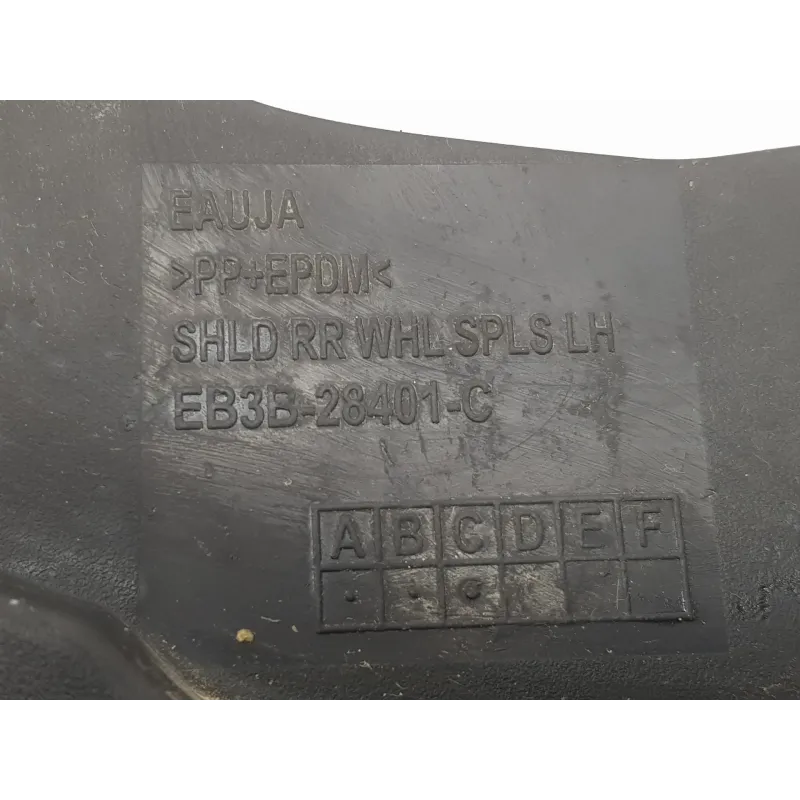 EAUJA
>PP+EPDM<
SHLD RR WHL SPLS LH
EB3B-28401-C
A B C D E F